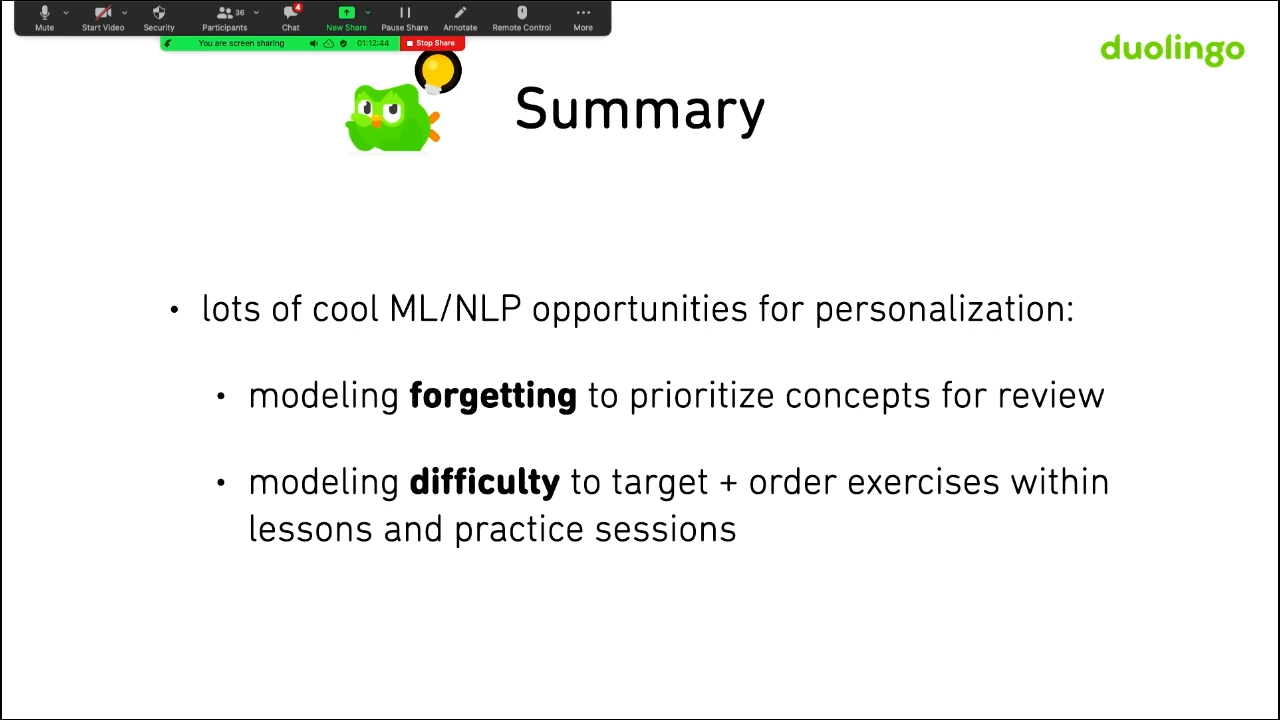 Mute
Start Video
Security
36
Participants
4
Chat
New Share
Pause Share
Annotate
Remote Control
More
You are screen sharing
01:12:44
Stop Share
duolingo
Summary
• lots of cool ML/NLP opportunities for personalization:
• modeling forgetting to prioritize concepts for review
• modeling difficulty to target + order exercises within
lessons and practice sessions